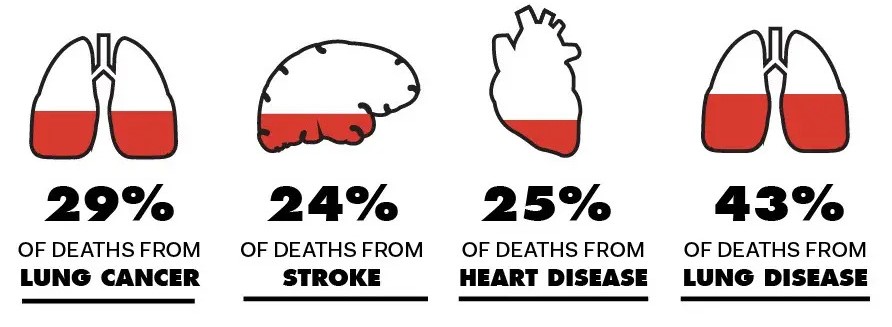 29%
OF DEATHS FROM
LUNG CANCER
24%
OF DEATHS FROM
STROKE
25%
OF DEATHS FROM
HEART DISEASE
43%
OF DEATHS FROM
LUNG DISEASE